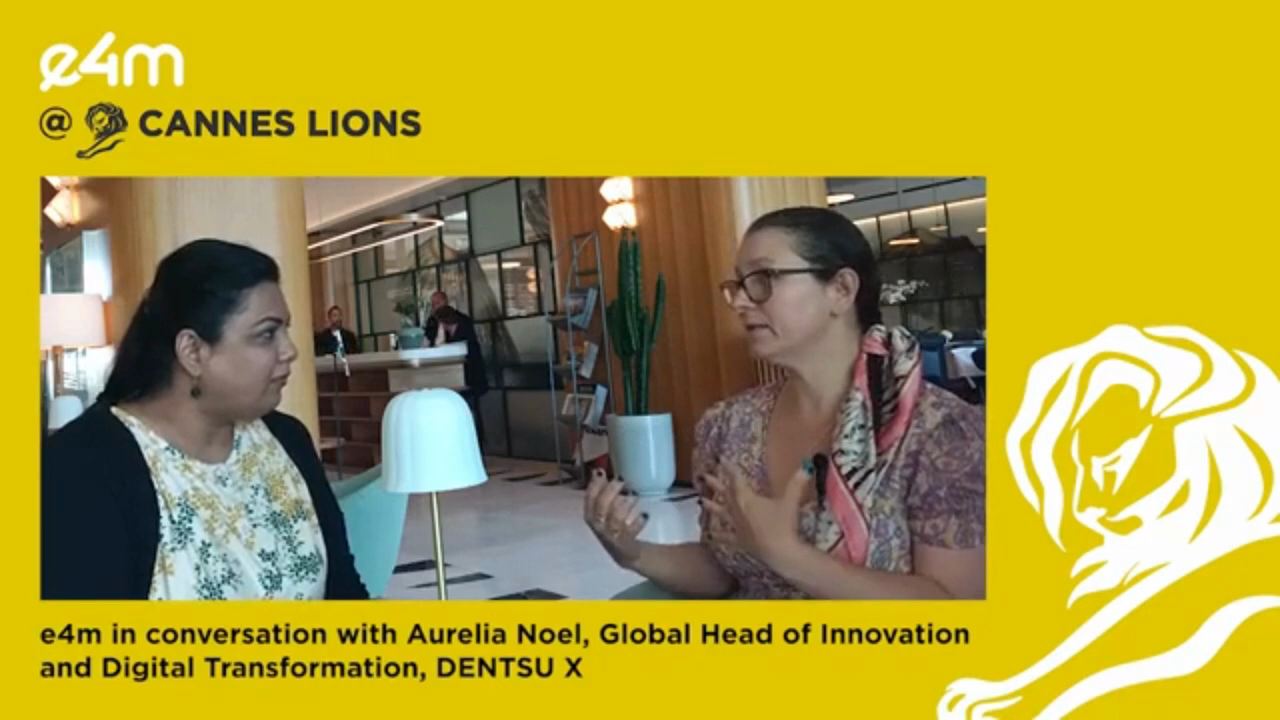 e4m
@ CANNES LIONS
e4m in conversation with Aurelia Noel, Global Head of Innovation
and Digital Transformation, DENTSU X